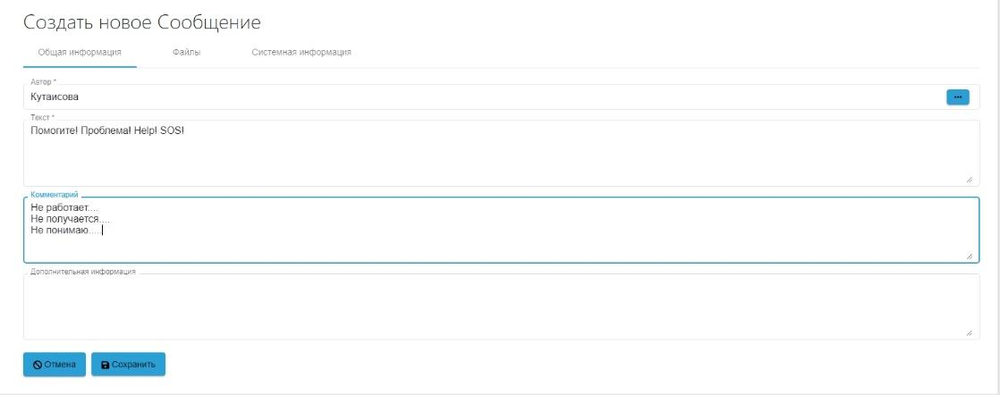 Создать новое Сообщение
Общая информация Файлы Системная информация
Автор *
Кутаисова
Текст *
Помогите! Проблема! Help! SOS!
Комментарий
Не работает....
Не получается....
Не понимаю.....
Дополнительная информация
Отмена Сохранить